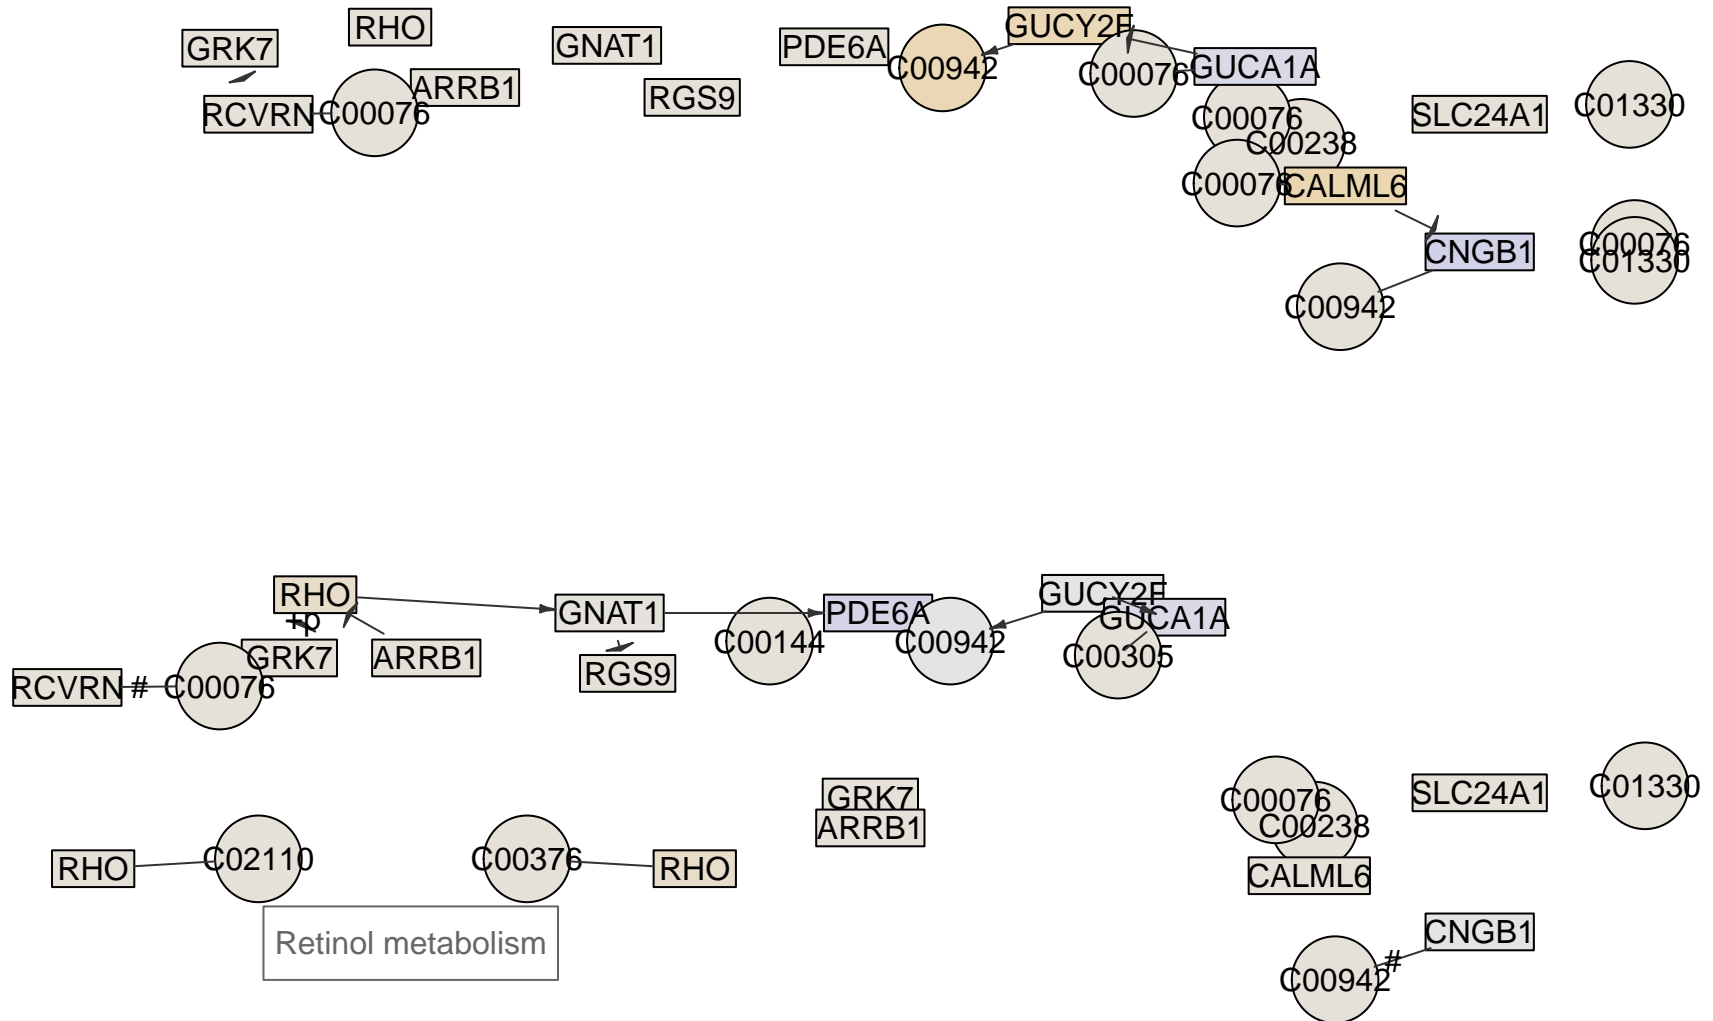 RHO
GRK7
GNAT1
PDE6A
C00942
GUCY2F
C00076
GUCA1A
ARRB1
RCVRN
C00076
RGS9
C00076
C00238
SLC24A1
C01330
C00076
CALML6
CNGB1
C00076
C01330
C00942
RHO
+p
GNAT1
PDE6A
GUCY2F
GUCA1A
GRK7
ARRB1
RGS9
C00144
C00942
C00305
RCVRN
#
C00076
GRK7
ARRB1
C00076
C00238
SLC24A1
C01330
RHO
C02110
C00376
RHO
CALML6
Retinol metabolism
CNGB1
#
C00942